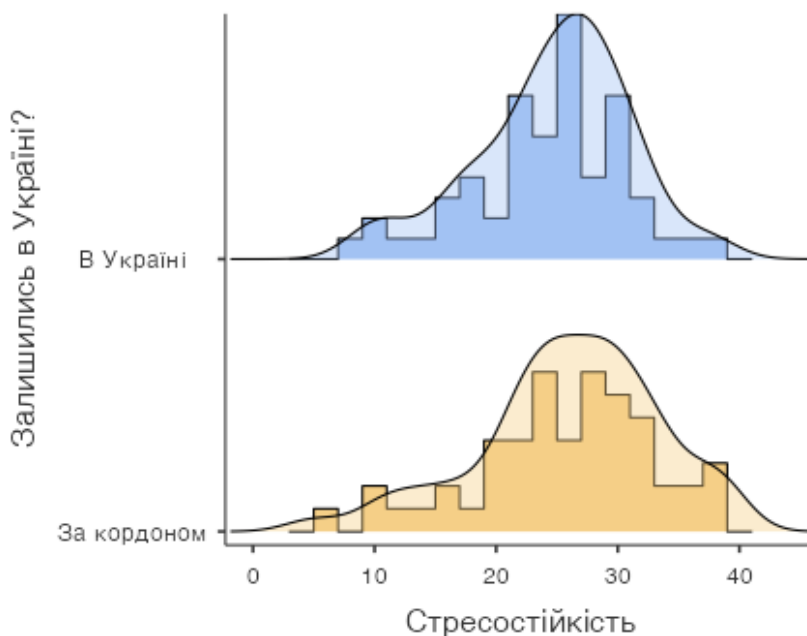 Залишились в Україні?
В Україні
За кордоном
0 10 20 30 40
Стресостійкість